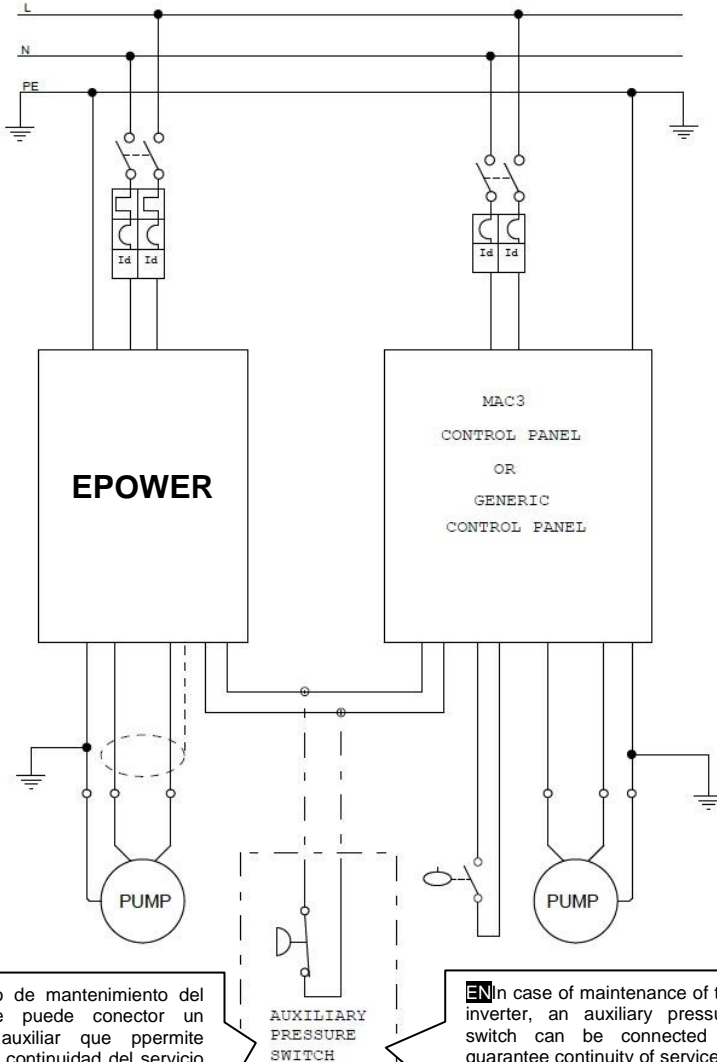 L
N
PE
Id Id
Id Id
EPOWER
MAC3
CONTROL PANEL
OR
GENERIC
CONTROL PANEL
PUMP
PUMP
AUXILIARY
PRESSURE
SWITCH
de mantenimiento del
puede conector un
auxiliar que ppermite
continuidad del servicio
EN In case of maintenance of
inverter, an auxiliary
switch can be connected
guarantee continuity of service